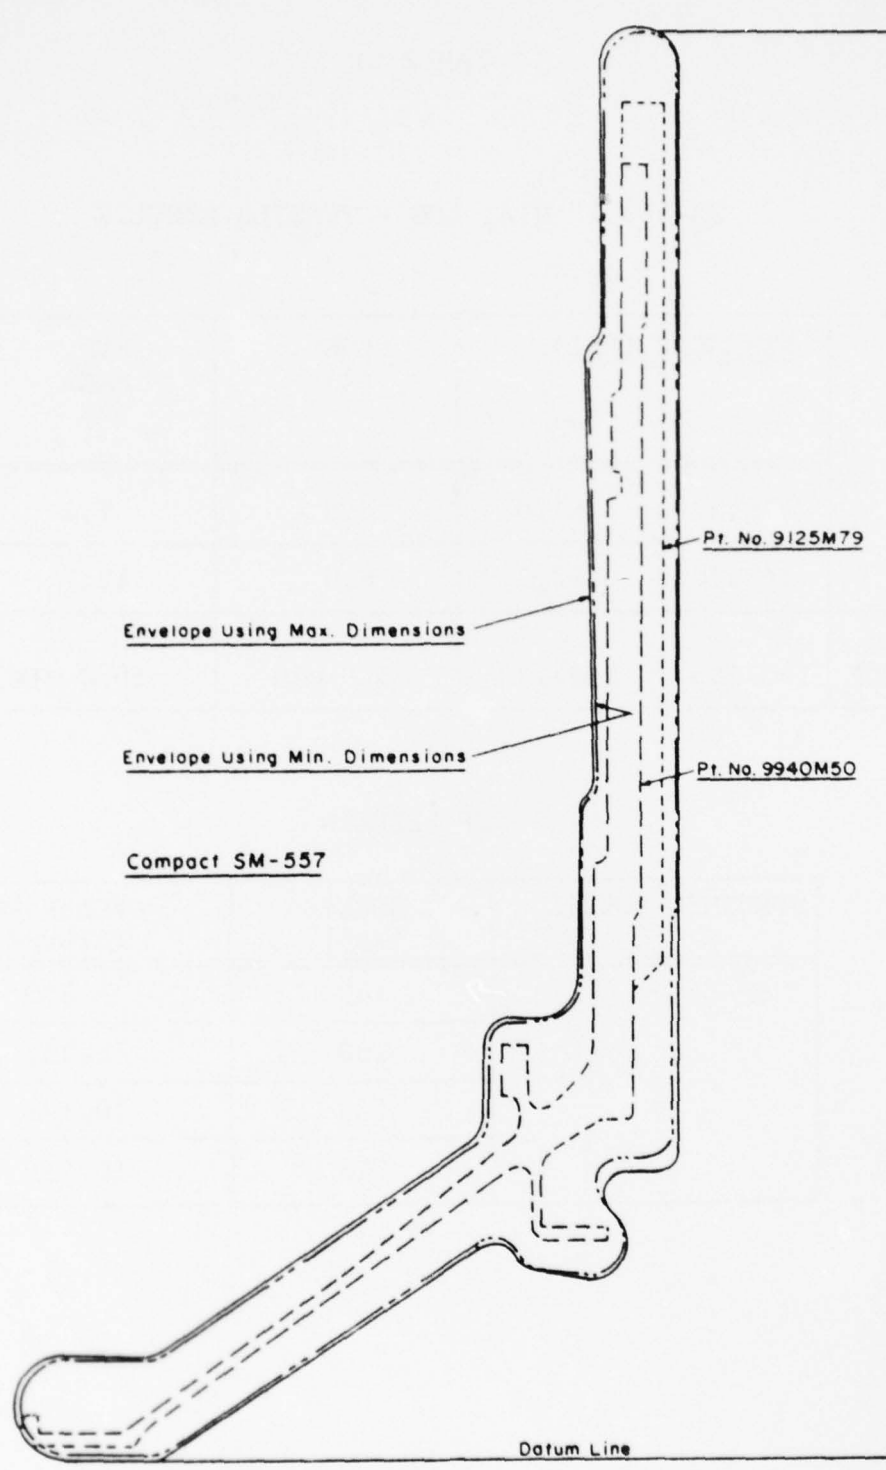 Pt. No. 9125M79
Envelope Using Max. Dimensions
Envelope Using Min. Dimensions
Pt. No. 9940M50
Compact SM-557
Datum Line